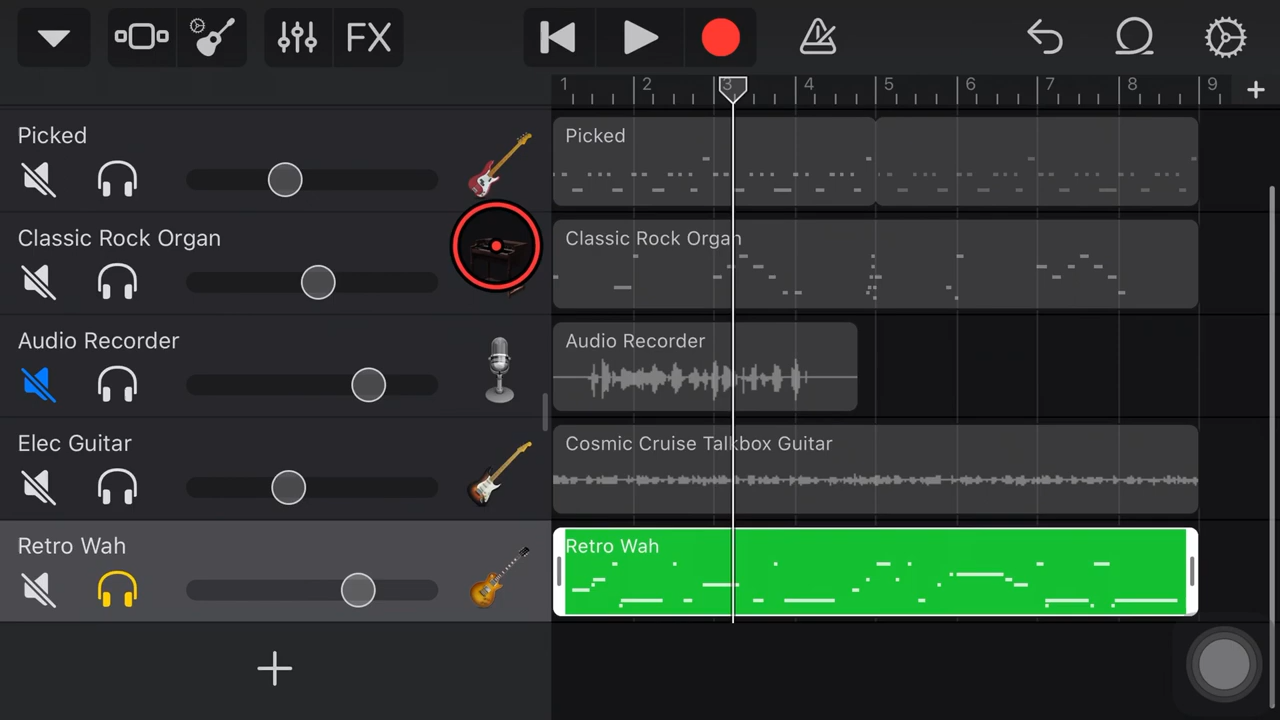 FX
1 2 3 4 5 6 7 8 9
Picked
Picked
Classic Rock Organ
Classic Rock Organ
Audio Recorder
Audio Recorder
Elec Guitar
Cosmic Cruise Talkbox Guitar
Retro Wah
Retro Wah